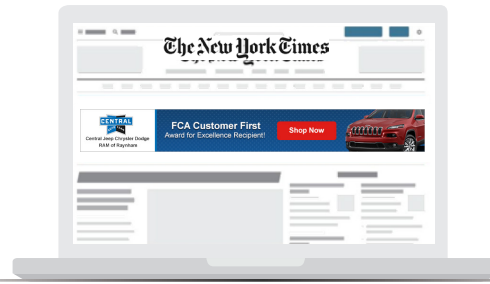 The New York Times
CENTRAL
Central Jeep Chrysler Dodge
RAM of Raynham
FCA Customer First
Award for Excellence Recipient!
Shop Now